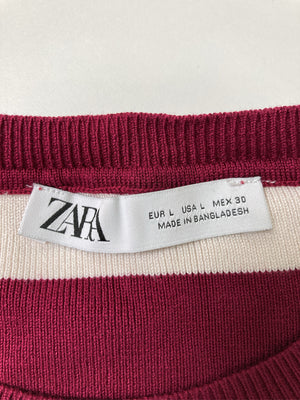 ZARA
EUR L USA L MEX 30
MADE IN BANGLADESH